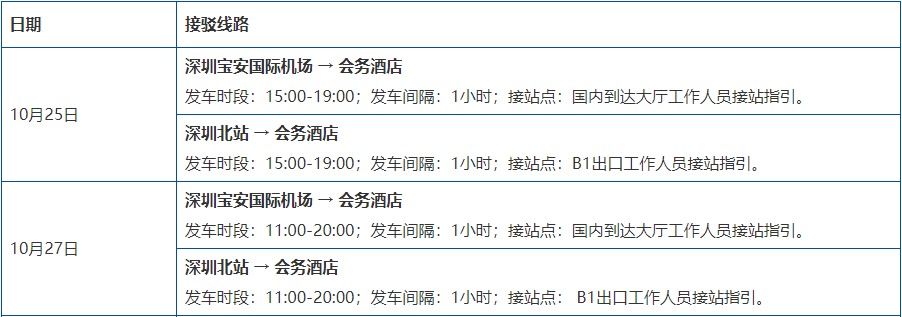 日期
接驳线路
10月25日
深圳宝安国际机场 → 会务酒店
发车时段：15:00-19:00；发车间隔：1小时；接站点：国内到达大厅工作人员接站指引。
深圳北站 → 会务酒店
发车时段：15:00-19:00；发车间隔：1小时；接站点：B1出口工作人员接站指引。
10月27日
深圳宝安国际机场 → 会务酒店
发车时段：11:00-20:00；发车间隔：1小时；接站点：国内到达大厅工作人员接站指引。
深圳北站 → 会务酒店
发车时段：11:00-20:00；发车间隔：1小时；接站点： B1出口工作人员接站指引。